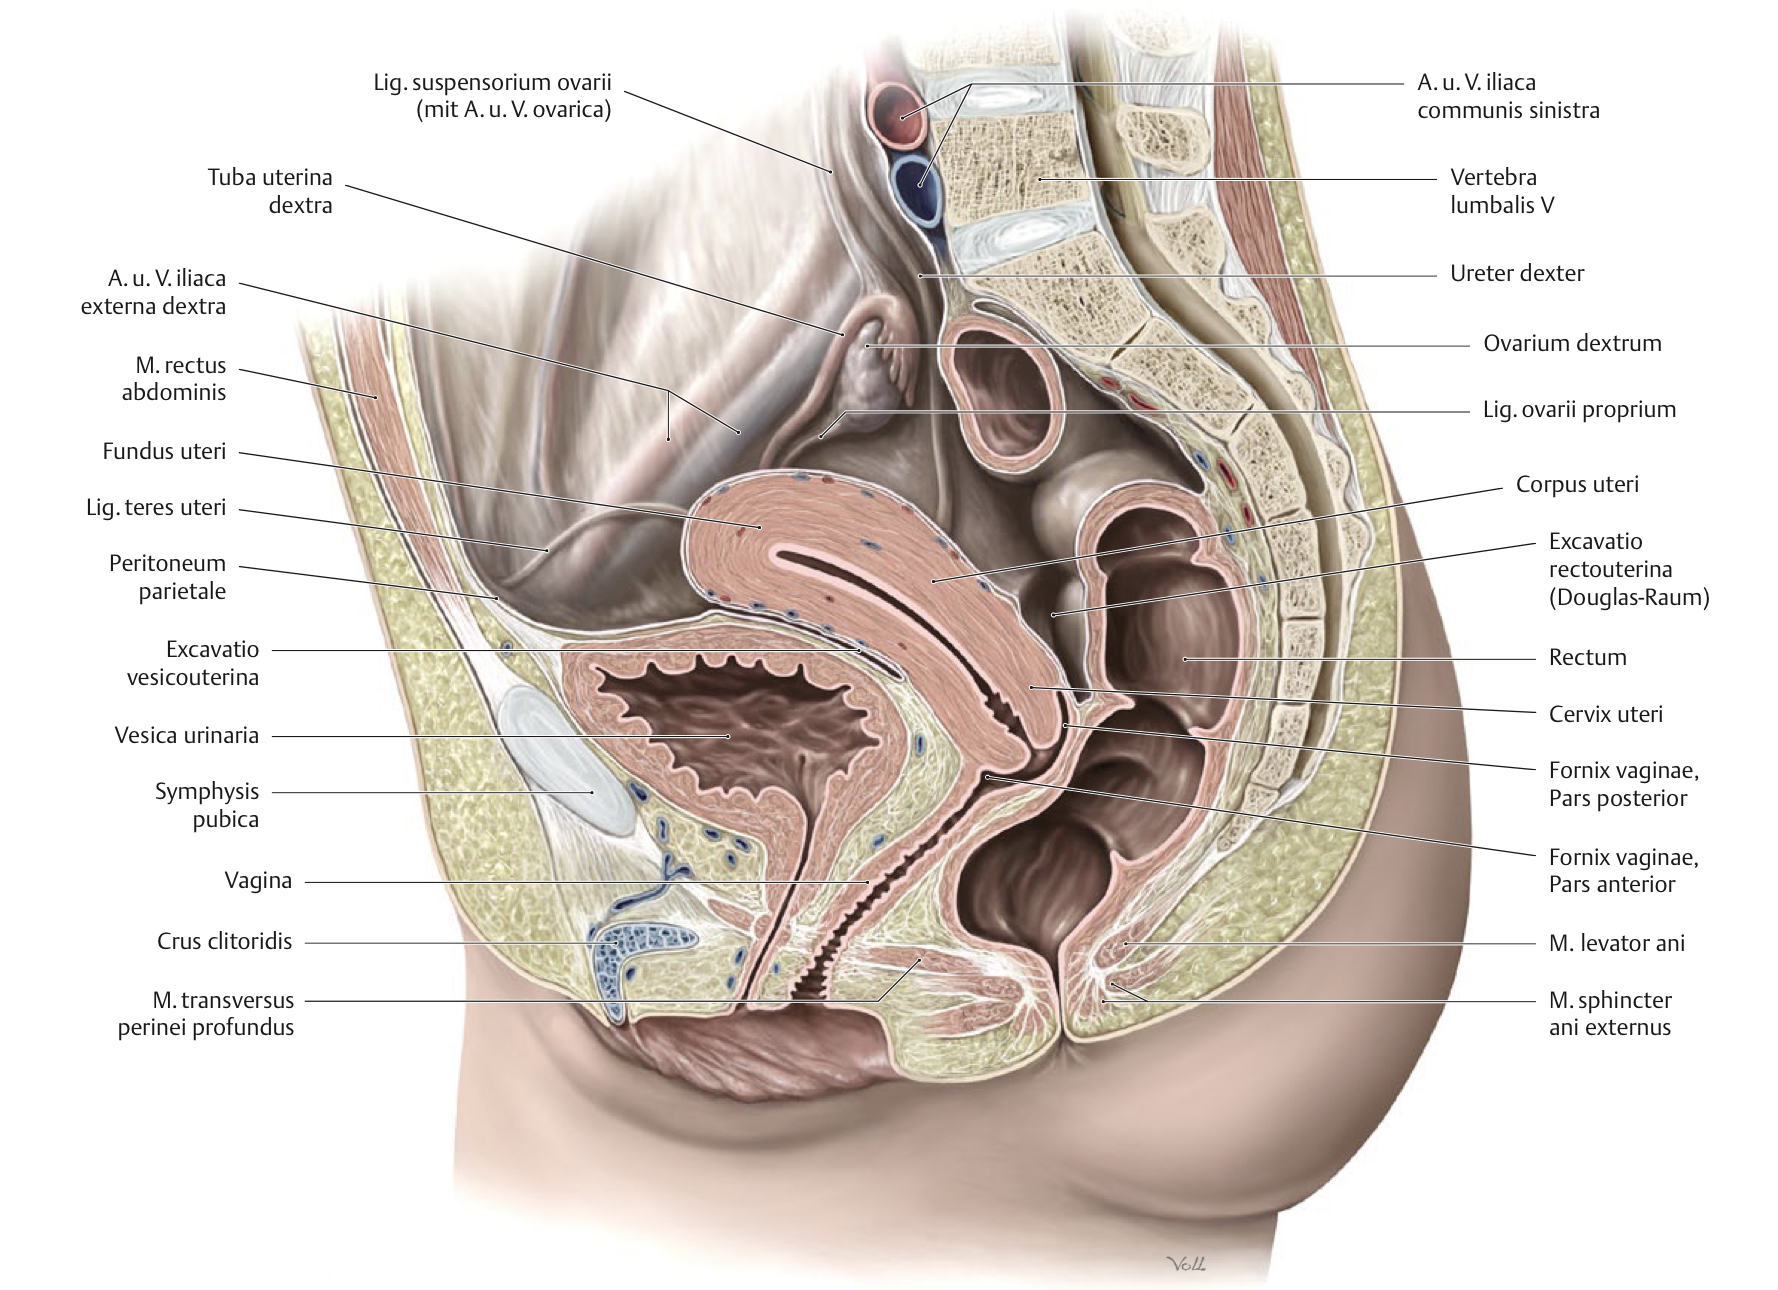 Lig. suspensorium ovarii
(mit A. u. V. ovarica)
Tuba uterina
dextra
A. u. V. iliaca
externa dextra
M. rectus
abdominis
Fundus uteri
Lig. teres uteri
Peritoneum
parietale
Excavatio
vesicouterina
Vesica urinaria
Symphysis
pubica
Vagina
Crus clitoridis
M. transversus
perinei profundus
A. u. V. iliaca
communis sinistra
Vertebra
lumbalis V
Ureter dexter
Ovarium dextrum
Lig. ovarii proprium
Corpus uteri
Excavatio
rectouterina
(Douglas-Raum)
Rectum
Cervix uteri
Fornix vaginae,
Pars posterior
Fornix vaginae,
Pars anterior
M. levator ani
M. sphincter
ani externus
Voll